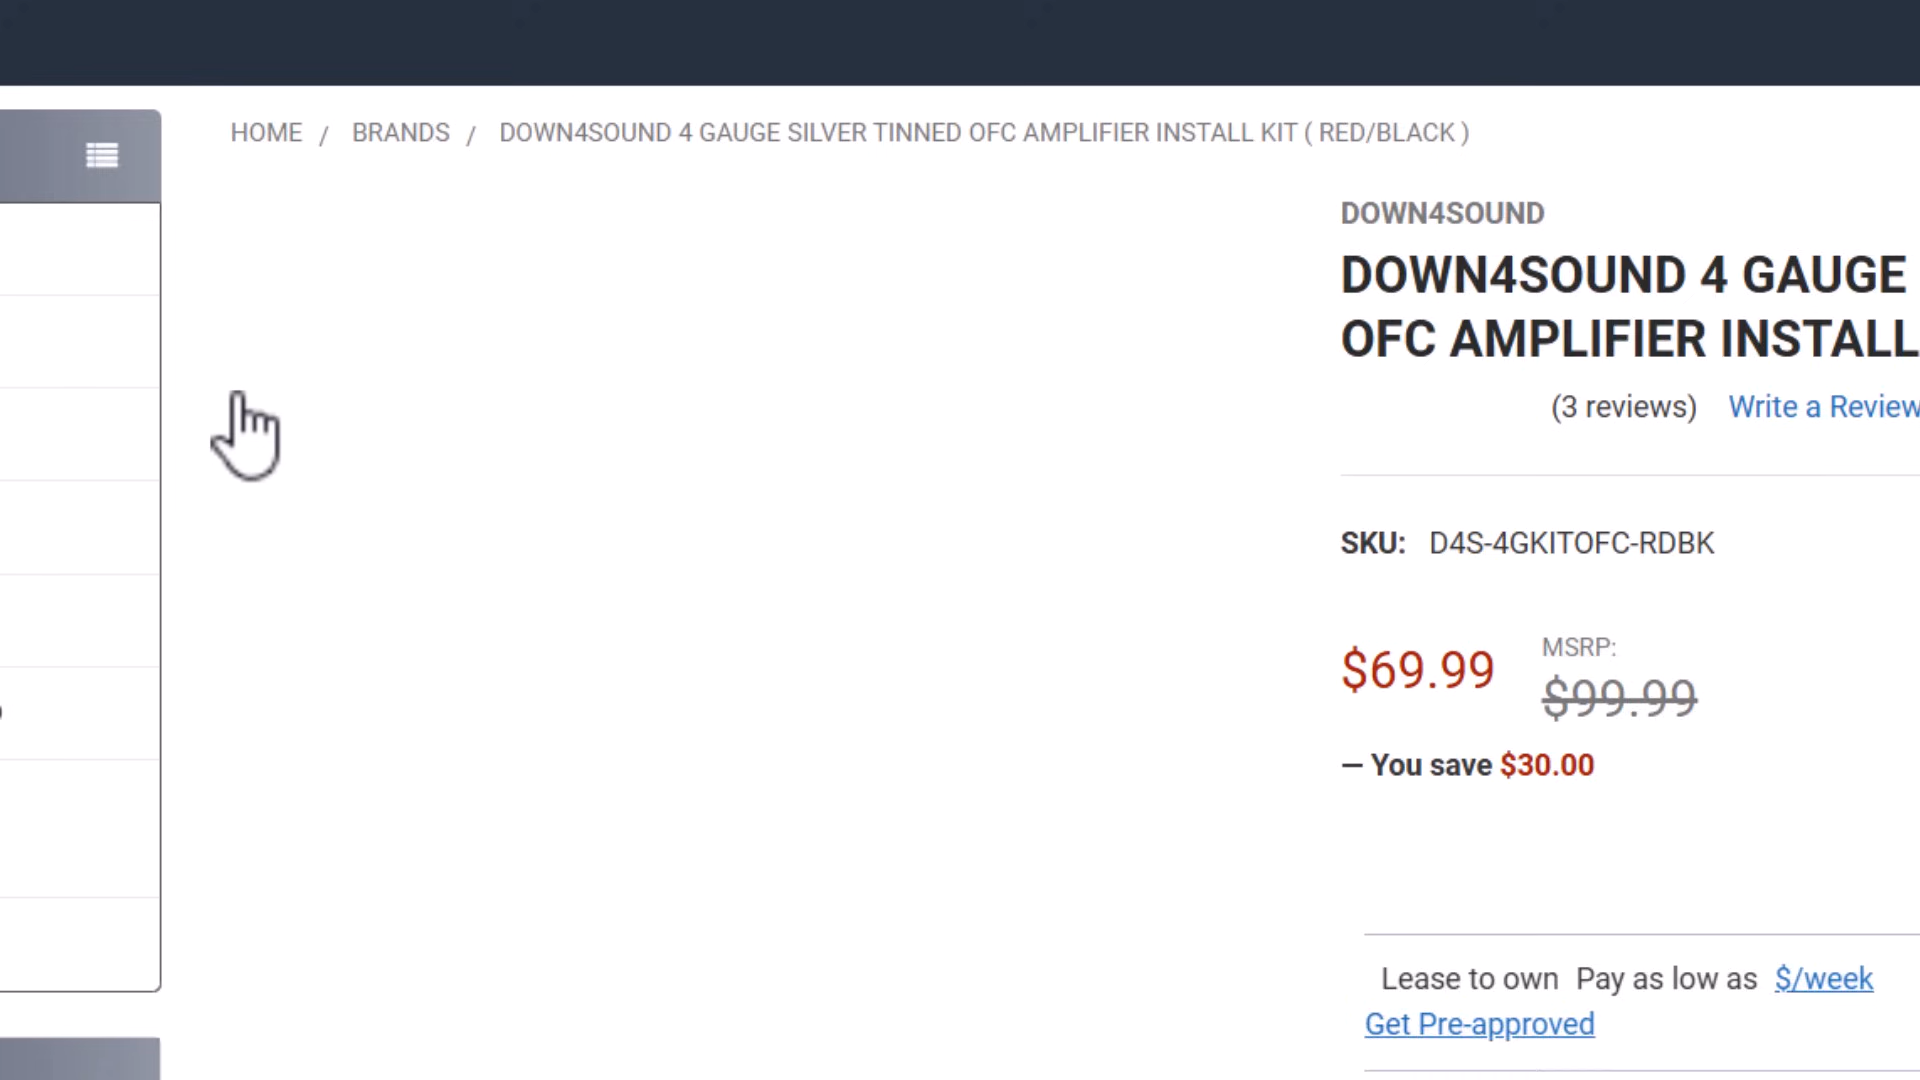 HOME / BRANDS / DOWN4SOUND 4 GAUGE SILVER TINNED OFC AMPLIFIER INSTALL KIT ( RED/BLACK )
DOWN4SOUND
DOWN4SOUND 4 GAUGE
OFC AMPLIFIER INSTALL
(3 reviews) Write a Review
SKU: D4S-4GKITOFC-RDBK
MSRP:
$69.99 $99.99
— You save $30.00
Lease to own Pay as low as $/week
Get Pre-approved